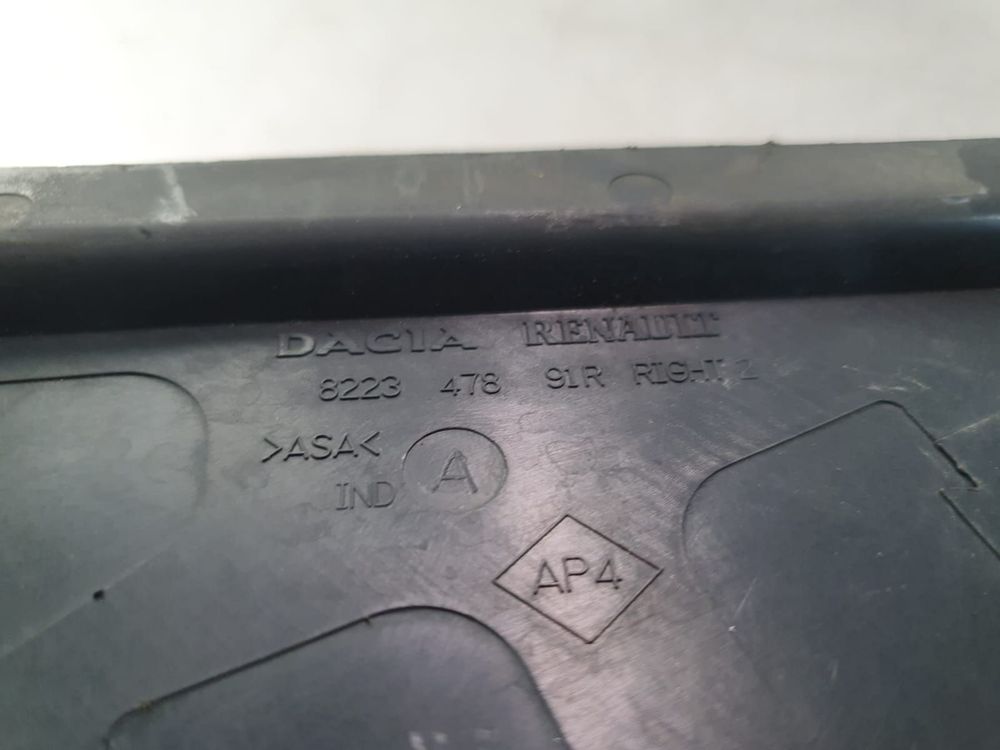 DACIA RENAULT
8223 478 91R RIGHT 2
>ASA<
A
IND
AP4